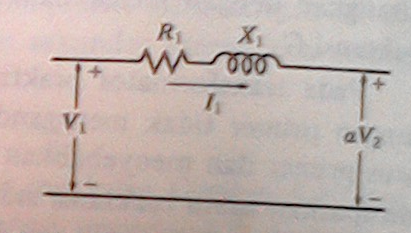 R₁ X₁
+ +
I₁
V₁ aV₂
− −